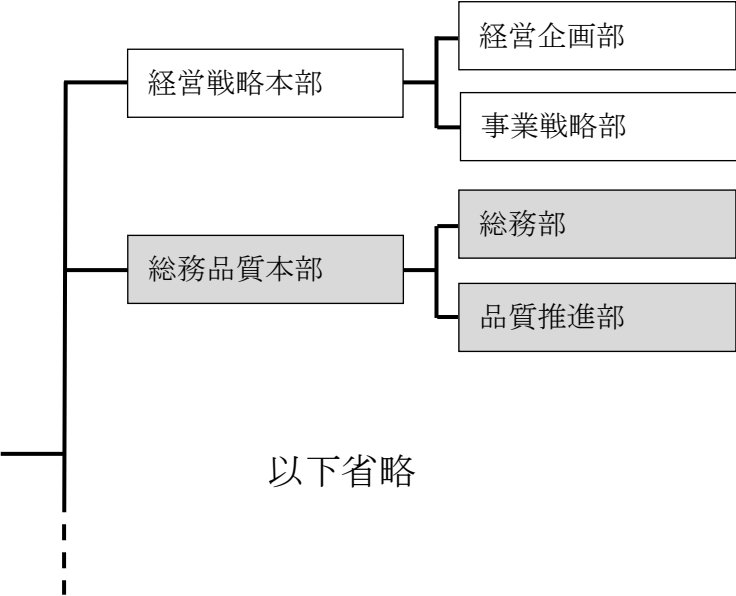 経営企画部
経営戦略本部
事業戦略部
総務部
総務品質本部
品質推進部
以下省略